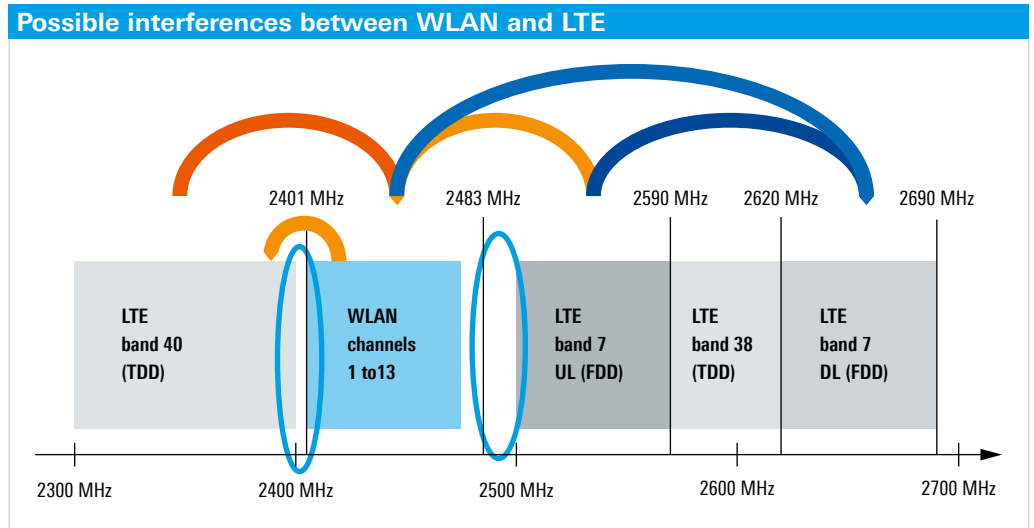 Possible interferences between WLAN and LTE
2401 MHz
2483 MHz
2590 MHz
2620 MHz
2690 MHz
LTE
band 40
(TDD)
WLAN
channels
1 to13
LTE
band 7
UL (FDD)
LTE
band 38
(TDD)
LTE
band 7
DL (FDD)
2300 MHz
2400 MHz
2500 MHz
2600 MHz
2700 MHz